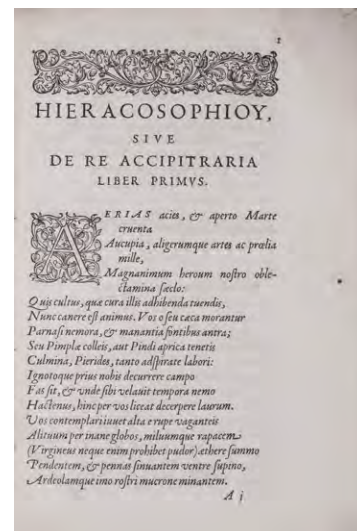 1
HIERACOSOPHIOY,
SIVE
DE RE ACCIPITRARIA
LIBER PRIMVS.
AERIAS acies, & aperto Marte
cruenta
Aucupia, aligerumque artes ac prœlia
mille,
Magnanimum heroum nostro oble-
ctamina sæclo:
Quis cultus, quæ cura illis adhibenda tuendis,
Nunc canere est animus. Vos o seu cæca morantur
Parnasi nemora, & manantia fontibus antra;
Seu Pimplæ colleis, aut Pindi aprica tenetis
Culmina, Pierides, tanto adspirate labori:
Ignotoque prius nobis decurrere campo
Fas sit, & vnde sibi velauit tempora nemo
Hactenus, hinc per vos liceat decerpere laurum.
Vos contemplari iuuet alta e rupe vaganteis
Alituum per inane globos, miluumque rapacem
(Virgineus neque enim prohibet pudor) æthere summo
Pendentem, & pennas sinuantem ventre supino,
Ardeolamque imo rostri mucrone minantem.
A j